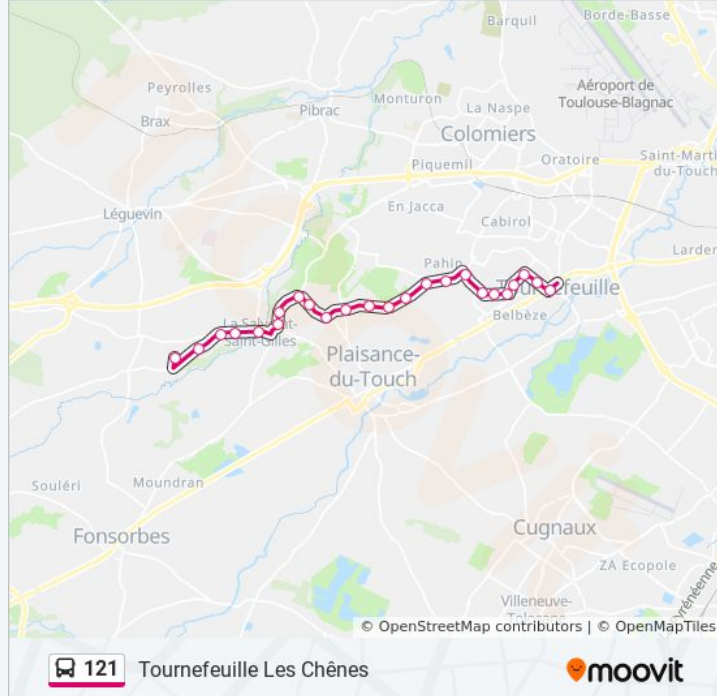 Barquil
Borde-Basse
Peyrolles
Monturon
Aéroport de
Toulouse-Blagnac
Pibrac
La Naspe
Brax
Colomiers
Saint-Marti
du-Touch
Piquemil
Oratoire
En Jacca
Léguevin
Cabirol
Larder
Pahin
Tournefeuille
Belbèze
La Salvetat-
Saint-Gilles
Plaisance-
du-Touch
Souléri
Moundran
Fonsorbes
Cugnaux
ZA Ecopole
Villeneuve-
© OpenStreetMap contributors | © OpenMapTiles
121 Tournefeuille Les Chênes
moovit